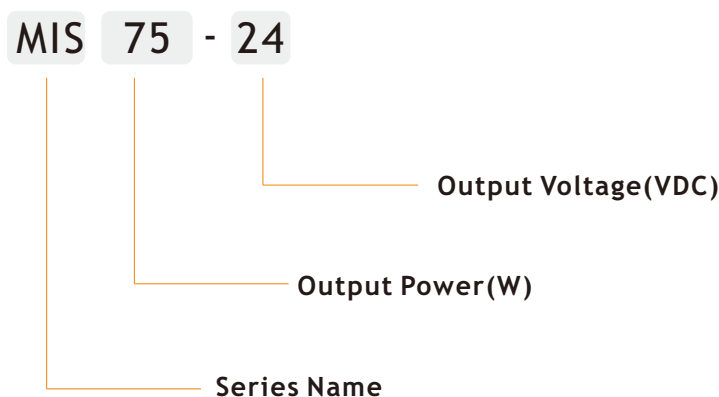 MIS 75 - 24
Output Voltage(VDC)
Output Power(W)
Series Name